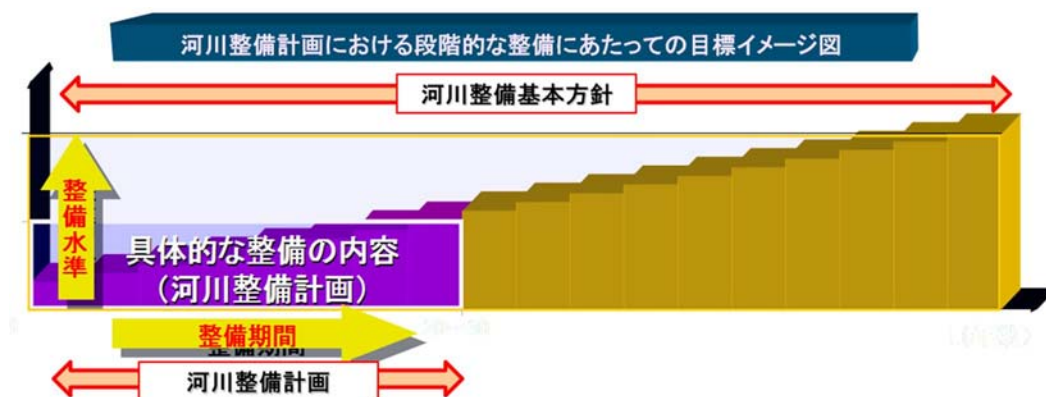 河川整備計画における段階的な整備にあたっての目標イメージ図
河川整備基本方針
整備水準
具体的な整備の内容
（河川整備計画）
整備期間
河川整備計画